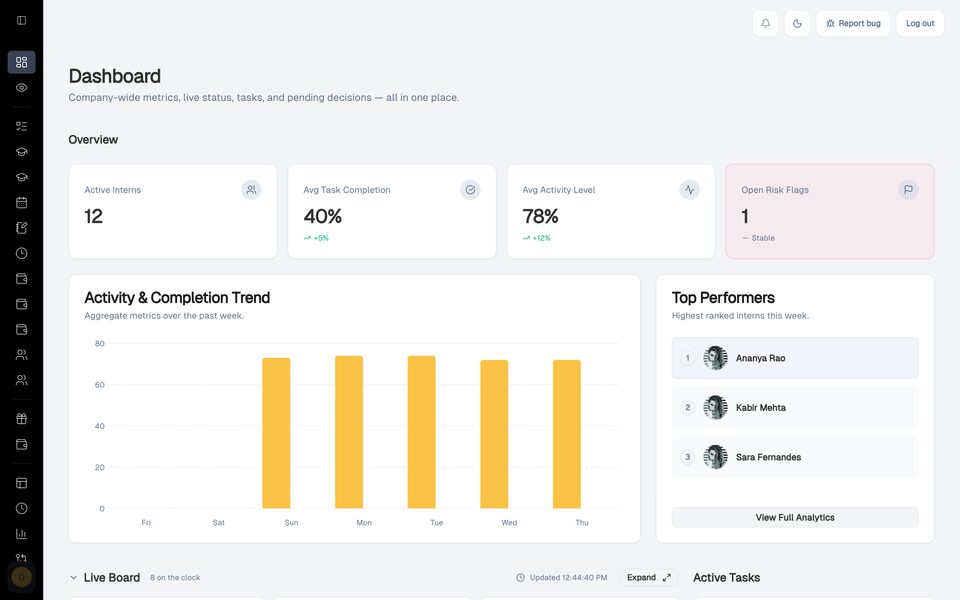 Report bug
Log out
Dashboard
Company-wide metrics, live status, tasks, and pending decisions — all in one place.
Overview
Active Interns
12
Avg Task Completion
40%
+5%
Avg Activity Level
78%
+12%
Open Risk Flags
1
Stable
Activity & Completion Trend
Aggregate metrics over the past week.
80
60
40
20
0
Fri Sat Sun Mon Tue Wed Thu
Top Performers
Highest ranked interns this week.
1 Ananya Rao
2 Kabir Mehta
3 Sara Fernandes
View Full Analytics
Live Board 8 on the clock Updated 12:44:40 PM Expand
Active Tasks